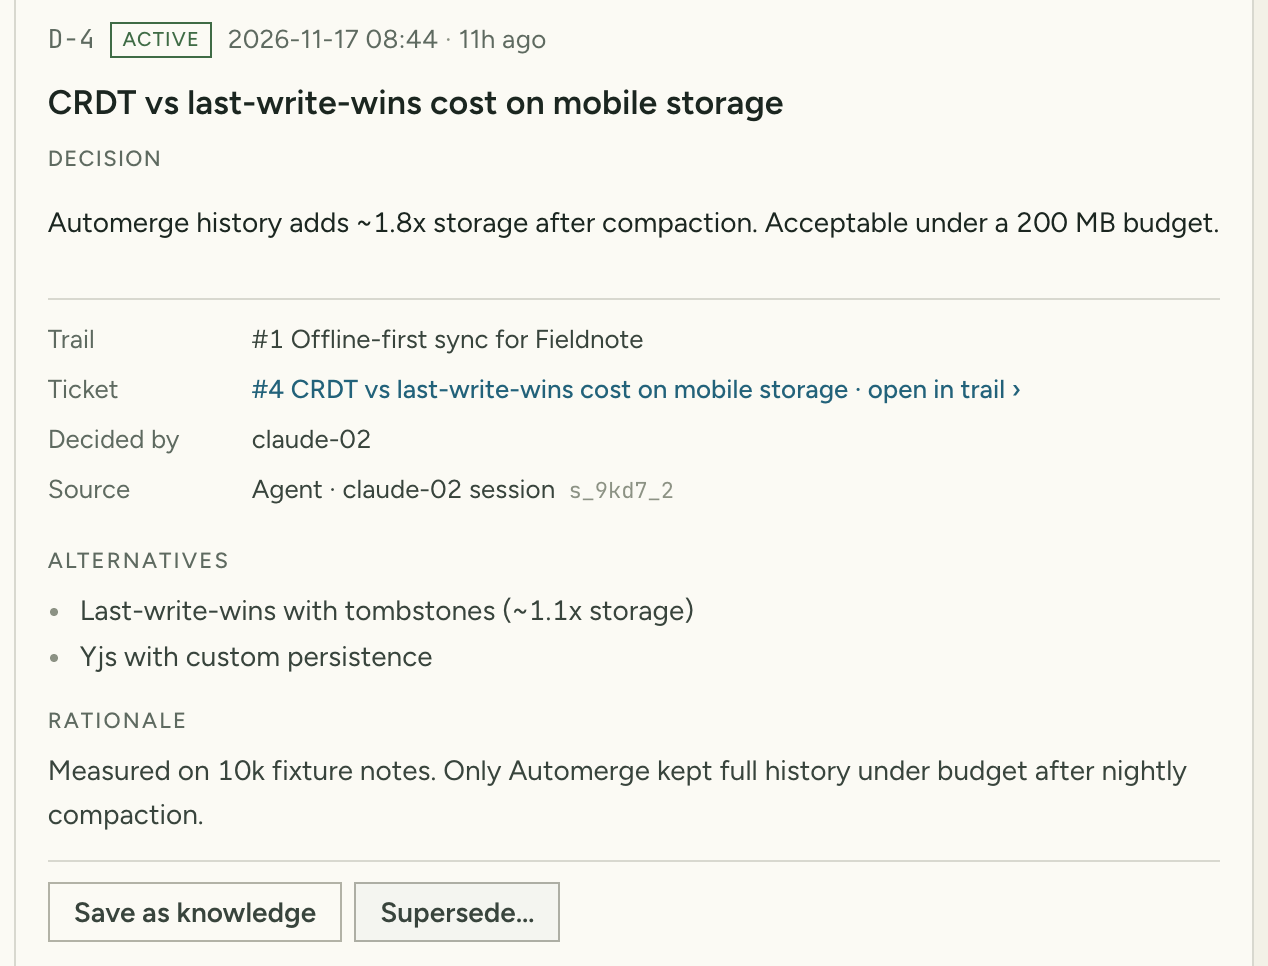 D-4 ACTIVE 2026-11-17 08:44 · 11h ago
CRDT vs last-write-wins cost on mobile storage
DECISION
Automerge history adds ~1.8x storage after compaction. Acceptable under a 200 MB budget.
Trail #1 Offline-first sync for Fieldnote
Ticket #4 CRDT vs last-write-wins cost on mobile storage · open in trail ›
Decided by claude-02
Source Agent · claude-02 session s_9kd7_2
ALTERNATIVES
• Last-write-wins with tombstones (~1.1x storage)
• Yjs with custom persistence
RATIONALE
Measured on 10k fixture notes. Only Automerge kept full history under budget after nightly
compaction.
Save as knowledge Supersede...